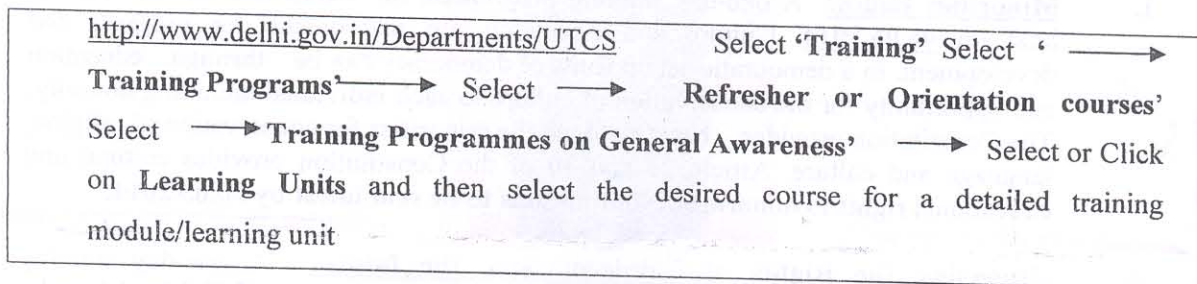 http://www.delhi.gov.in/Departments/UTCS Select 'Training' Select ' ⟶
Training Programs' ⟶ Select ⟶ Refresher or Orientation courses'
Select ⟶ Training Programmes on General Awareness' ⟶ Select or Click
on Learning Units and then select the desired course for a detailed training
module/learning unit